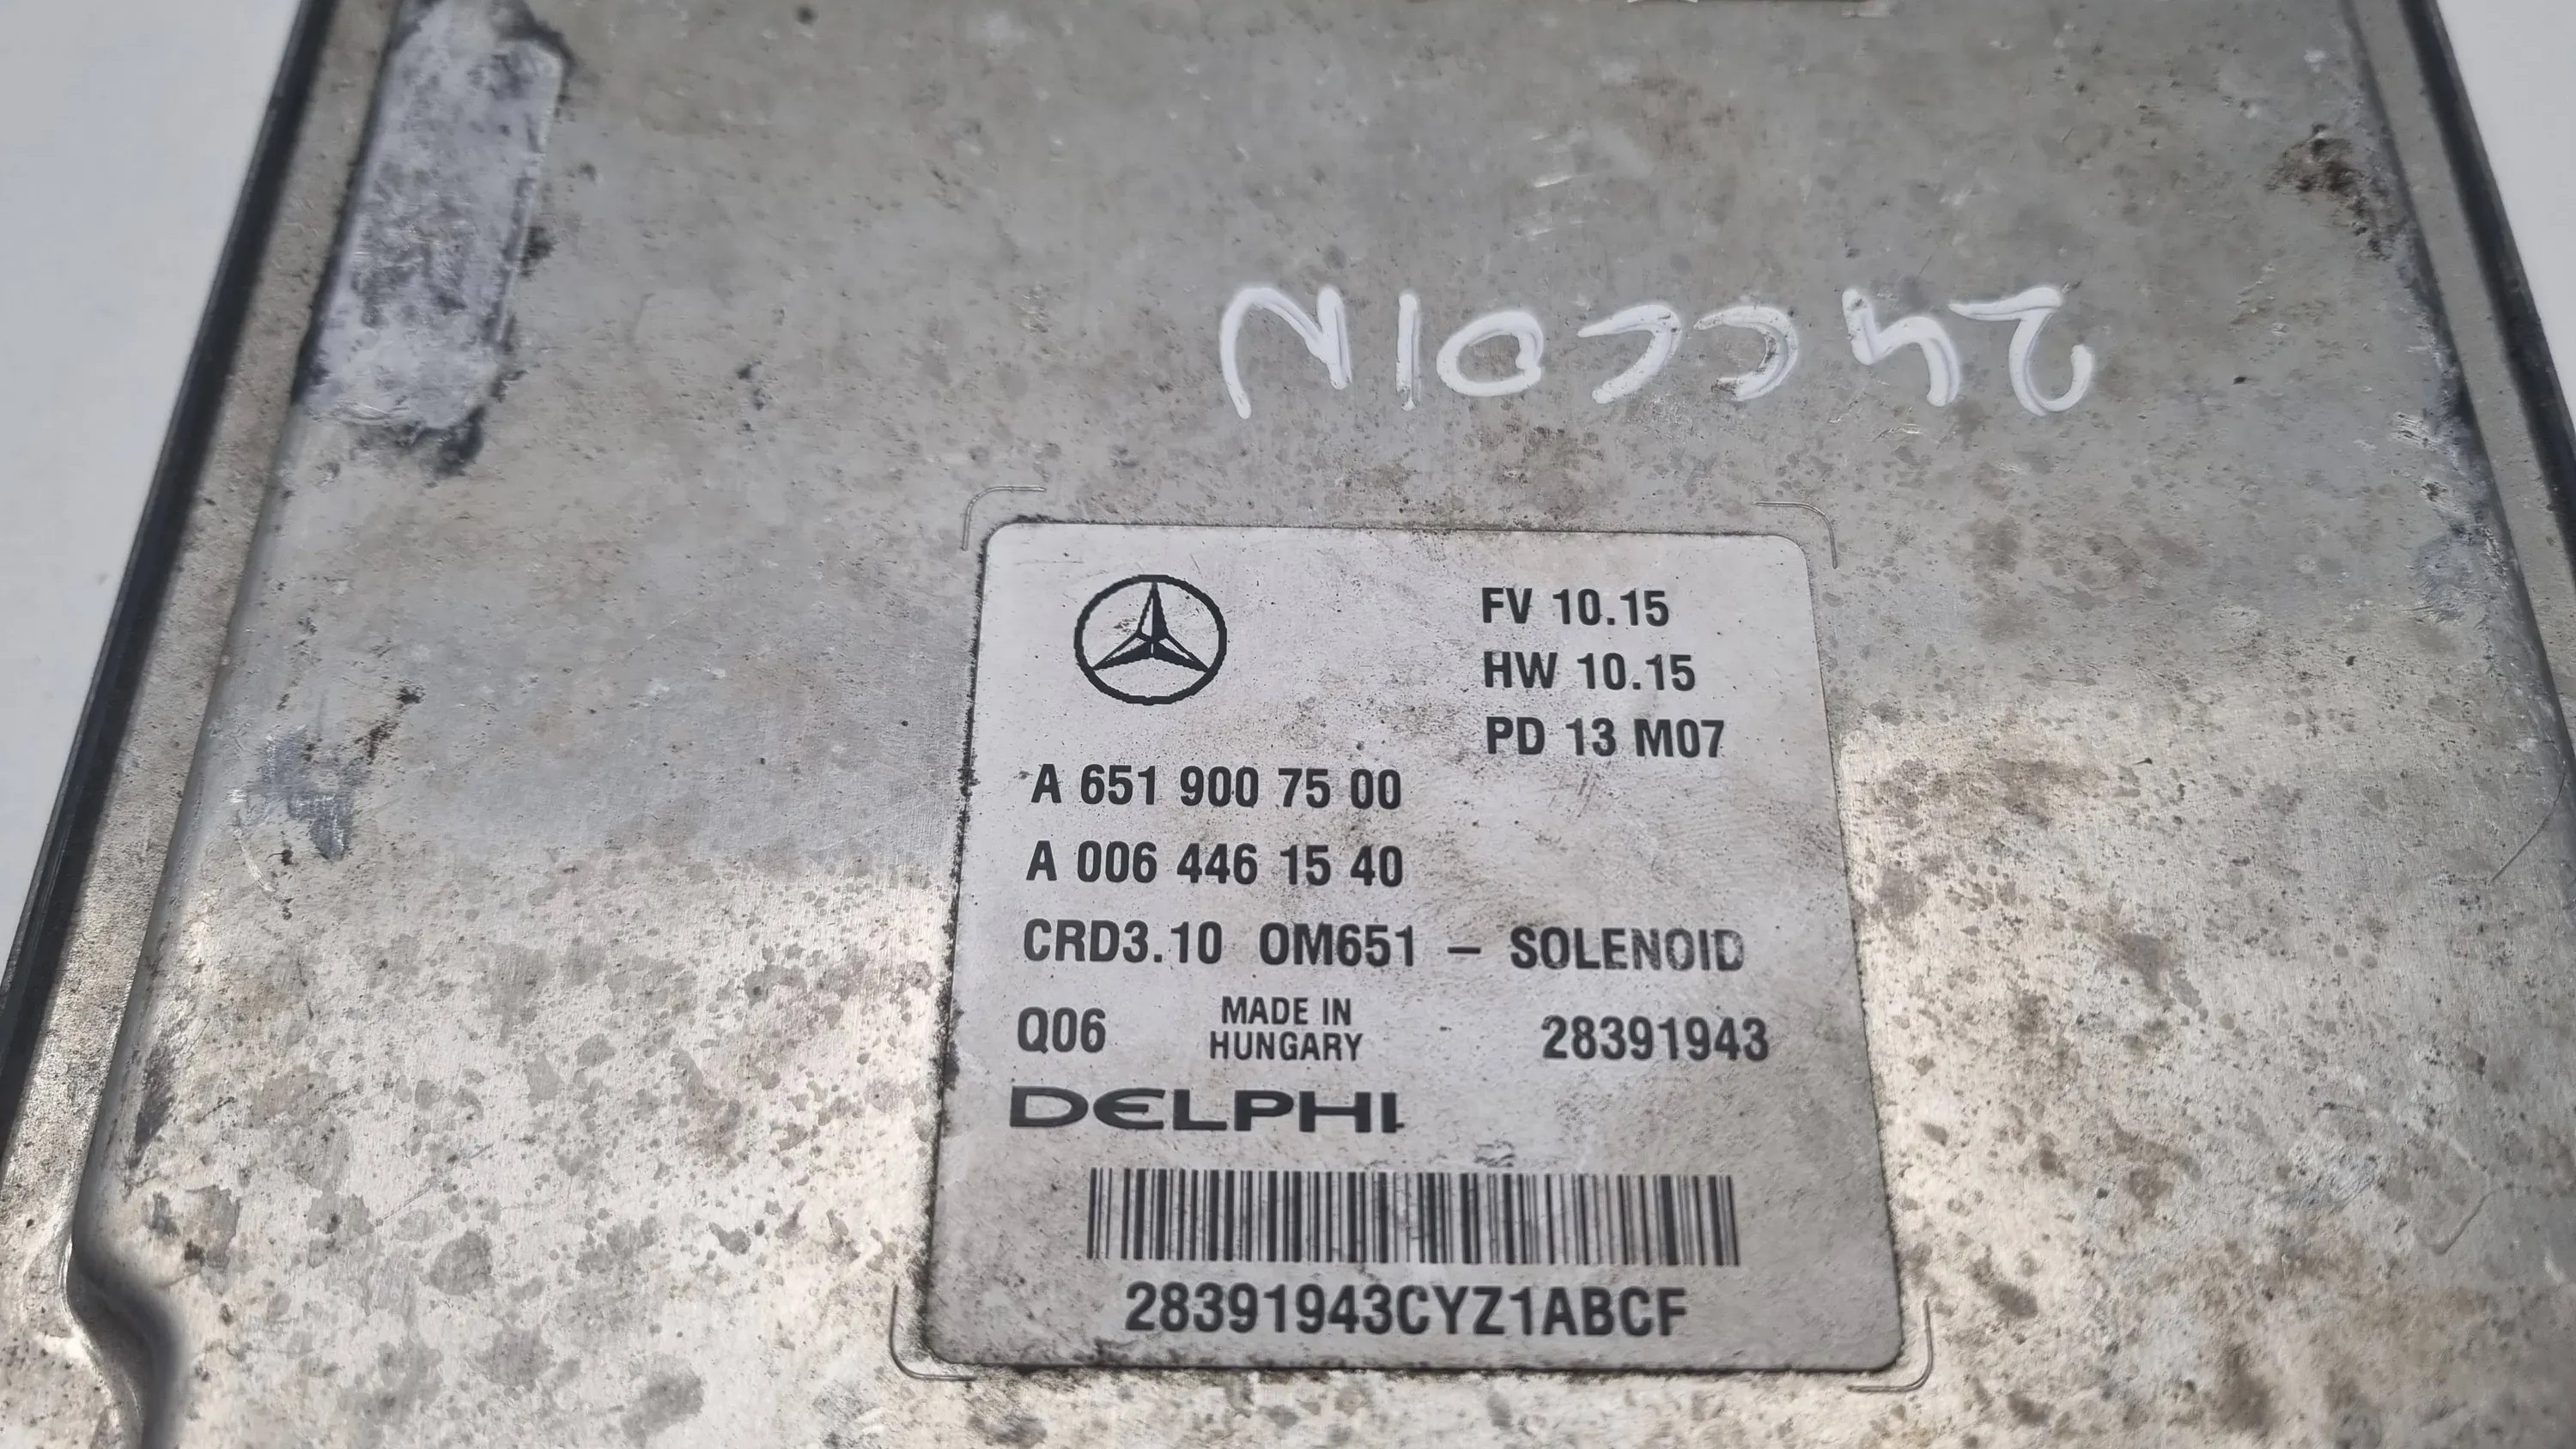 FV 10.15
HW 10.15
PD 13 M07
A 651 900 75 00
A 006 446 15 40
CRD3.10 OM651 – SOLENOID
Q06 MADE IN HUNGARY 28391943
DELPHI
28391943CYZ1ABCF